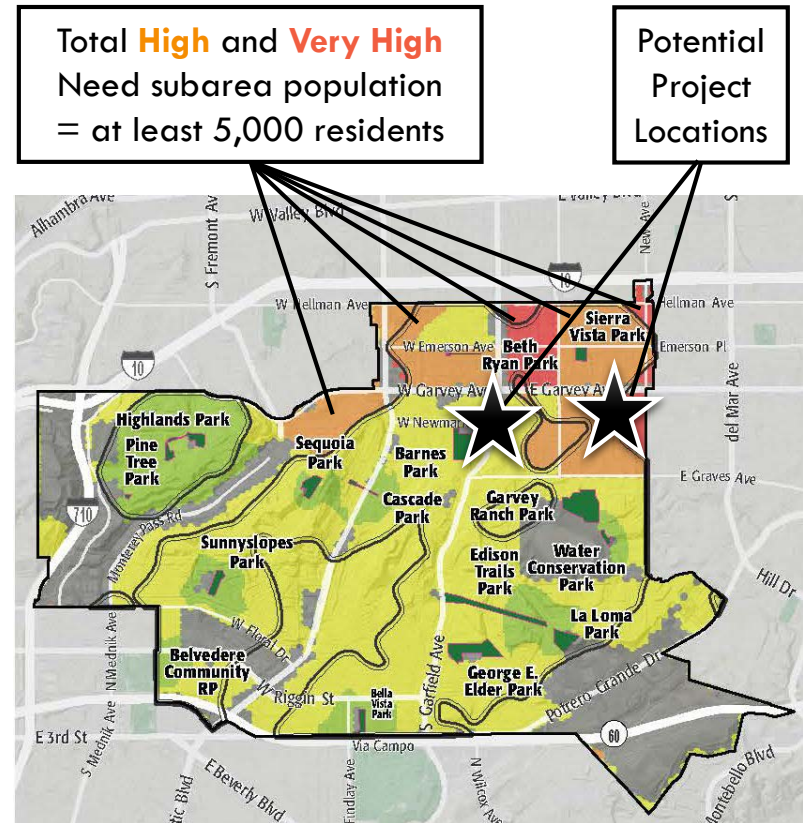 Total High and Very High
Need subarea population
= at least 5,000 residents
Potential
Project
Locations
Alhambra Ave
S Fremont Av
W Valley Blvd
New Ave
10
W Hellman Ave
Hellman Ave
Sierra
Vista Park
W Emerson Ave
Beth
Ryan Park
Emerson Pl
10
W Garvey Ave
E Garvey Ave
del Mar Ave
Highlands Park
Pine
Tree
Park
Sequoia
Park
W Newma
Barnes
Park
E Graves Ave
710
Cascade
Park
Garvey
Ranch Park
Monterey Pass Rd
Sunnyslopes
Park
Edison
Trails
Park
Water
Conservation
Park
Hill Dr
La Loma
Park
W Floral Dr
Belvedere
Community
RP
S Garfield Ave
George E.
Elder Park
Potrero Grande Dr
N Mednik Ave
W Riggin St
Bella
Vista
Park
E 3rd St
S Mednik Ave
Via Campo
60
E Beverly Blvd
Findlay Ave
N Wilcox Ave
Montebello Blvd
tic Blvd